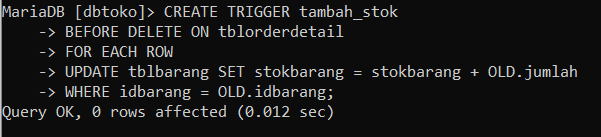 MariaDB [dbtoko]> CREATE TRIGGER tambah_stok
    -> BEFORE DELETE ON tblorderdetail
    -> FOR EACH ROW
    -> UPDATE tblbarang SET stokbarang = stokbarang + OLD.jumlah
    -> WHERE idbarang = OLD.idbarang;
Query OK, 0 rows affected (0.012 sec)